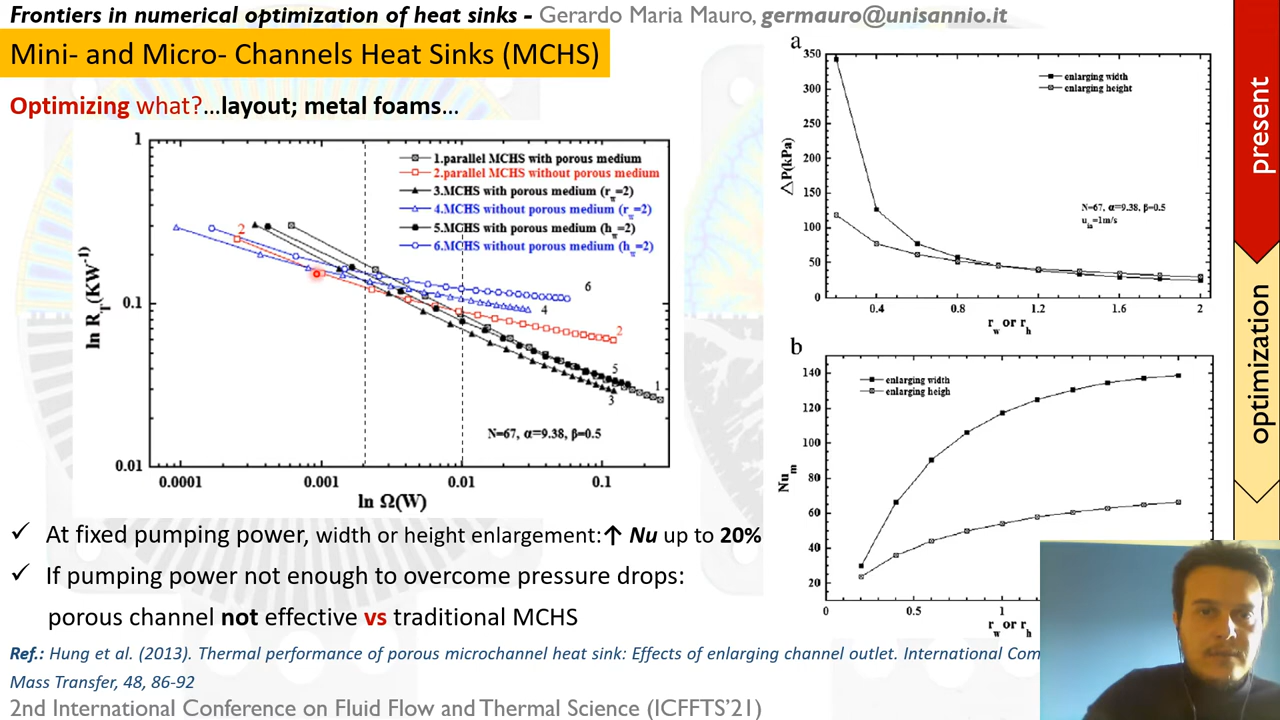 Frontiers in numerical optimization of heat sinks - Gerardo Maria Mauro, germauro@unisannio.it
Mini- and Micro- Channels Heat Sinks (MCHS)
Optimizing what?...layout; metal foams...
1
0.1
0.01
ln R_T(KW⁻¹)
1.parallel MCHS with porous medium
2.parallel MCHS without porous medium
3.MCHS with porous medium (r_w=2)
4.MCHS without porous medium (r_w=2)
5.MCHS with porous medium (h_w=2)
6.MCHS without porous medium (h_w=2)
2
6
4
2
5
1
3
N=67, α=9.38, β=0.5
0.0001 0.001 0.01 0.1
ln Ω(W)
✓ At fixed pumping power, width or height enlargement:↑ Nu up to 20%
✓ If pumping power not enough to overcome pressure drops:
porous channel not effective vs traditional MCHS
Ref.: Hung et al. (2013). Thermal performance of porous microchannel heat sink: Effects of enlarging channel outlet. International Com
Mass Transfer, 48, 86-92
2nd International Conference on Fluid Flow and Thermal Science (ICFFTS'21)
a
350
300
250
200
150
100
50
0
△P(kPa)
enlarging width
enlarging height
N=67, α=9.38, β=0.5
u_in=1m/s
0.4 0.8 1.2 1.6 2
r_w or r_h
b
140
120
100
80
60
40
20
Nu_m
enlarging width
enlarging heigh
0 0.5 1
r_w or r_h
present
optimization